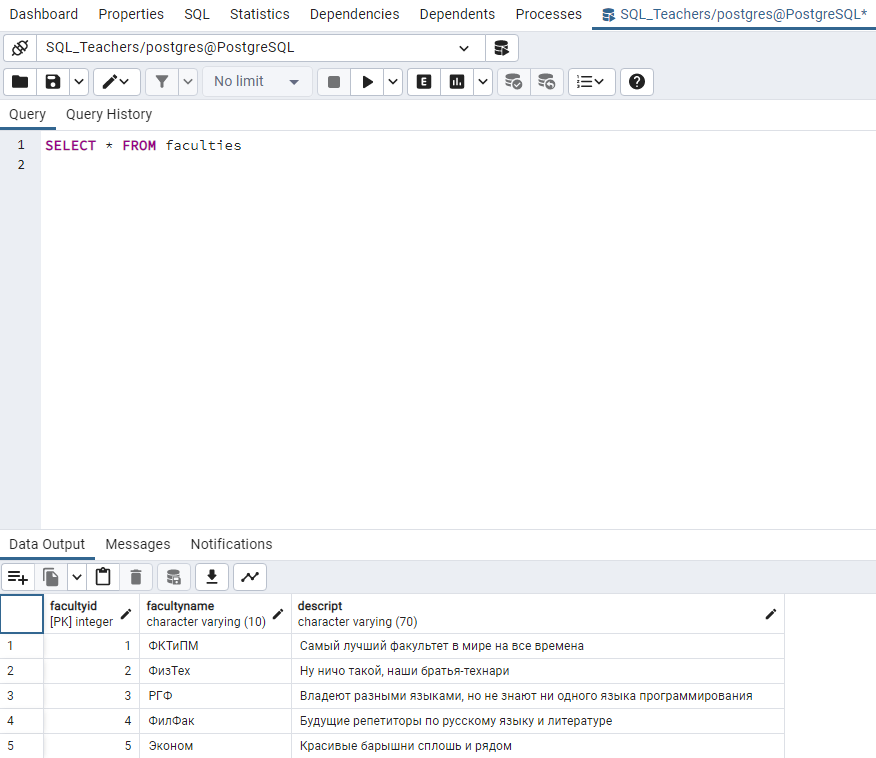 Dashboard Properties SQL Statistics Dependencies Dependents Processes SQL_Teachers/postgres@PostgreSQL*
SQL_Teachers/postgres@PostgreSQL
No limit E
Query Query History
1 SELECT * FROM faculties
2
Data Output Messages Notifications
facultyid facultyname descript
[PK] integer character varying (10) character varying (70)
1 1 ФКТиПМ Самый лучший факультет в мире на все времена
2 2 ФизТех Ну ничо такой, наши братья-технари
3 3 РГФ Владеют разными языками, но не знают ни одного языка программирования
4 4 ФилФак Будущие репетиторы по русскому языку и литературе
5 5 Эконом Красивые барышни сплошь и рядом